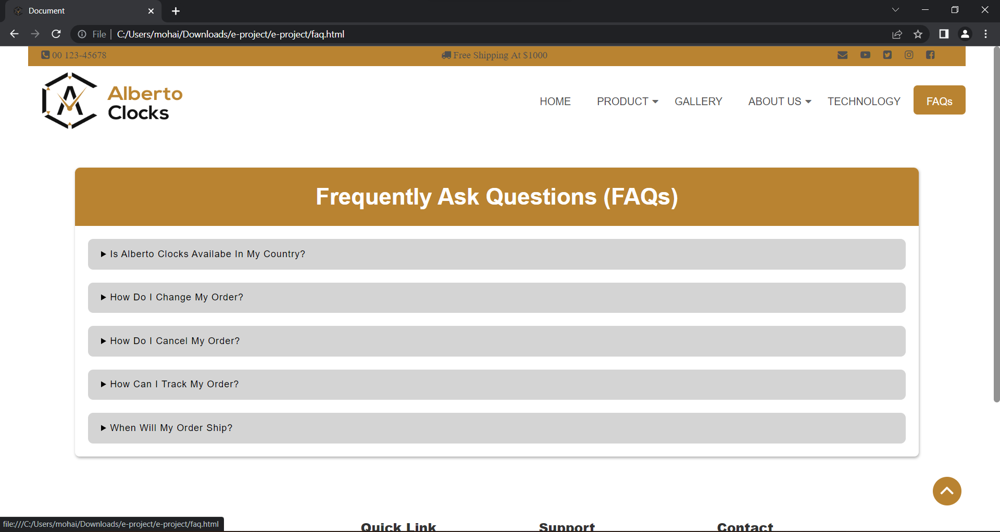 Document
File
C:/Users/mohai/Downloads/e-project/e-project/faq.html
00 123-45678
Free Shipping At $1000
Alberto
Clocks
HOME
PRODUCT
GALLERY
ABOUT US
TECHNOLOGY
FAQs
Frequently Ask Questions (FAQs)
Is Alberto Clocks Availabe In My Country?
How Do I Change My Order?
How Do I Cancel My Order?
How Can I Track My Order?
When Will My Order Ship?
Quick Link
Support
Contact
file:///C:/Users/mohai/Downloads/e-project/e-project/faq.html